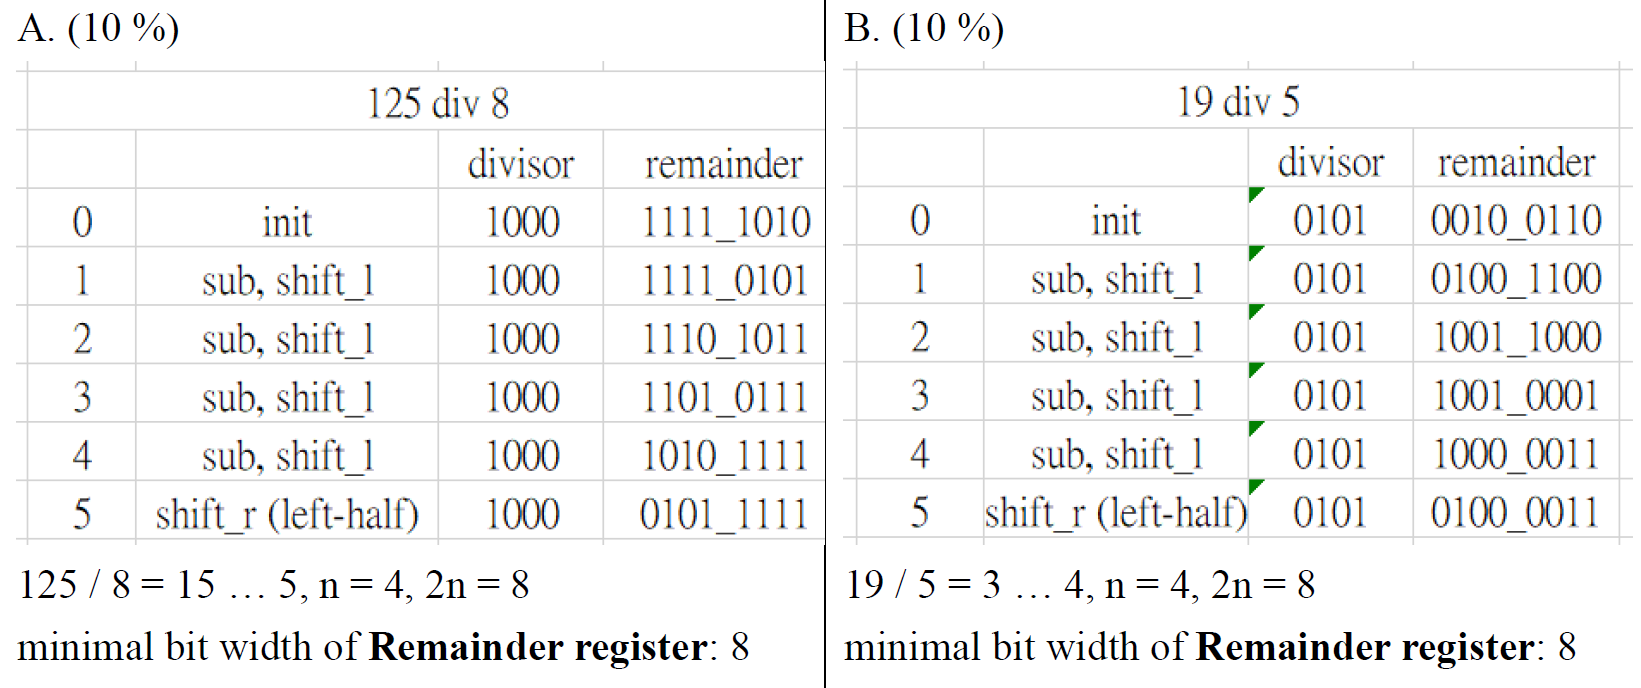 A. (10 %)
125 div 8
divisor remainder
0 init 1000 1111_1010
1 sub, shift_l 1000 1111_0101
2 sub, shift_l 1000 1110_1011
3 sub, shift_l 1000 1101_0111
4 sub, shift_l 1000 1010_1111
5 shift_r (left-half) 1000 0101_1111
125 / 8 = 15 … 5, n = 4, 2n = 8
minimal bit width of Remainder register: 8
B. (10 %)
19 div 5
divisor remainder
0 init 0101 0010_0110
1 sub, shift_l 0101 0100_1100
2 sub, shift_l 0101 1001_1000
3 sub, shift_l 0101 1001_0001
4 sub, shift_l 0101 1000_0011
5 shift_r (left-half) 0101 0100_0011
19 / 5 = 3 … 4, n = 4, 2n = 8
minimal bit width of Remainder register: 8